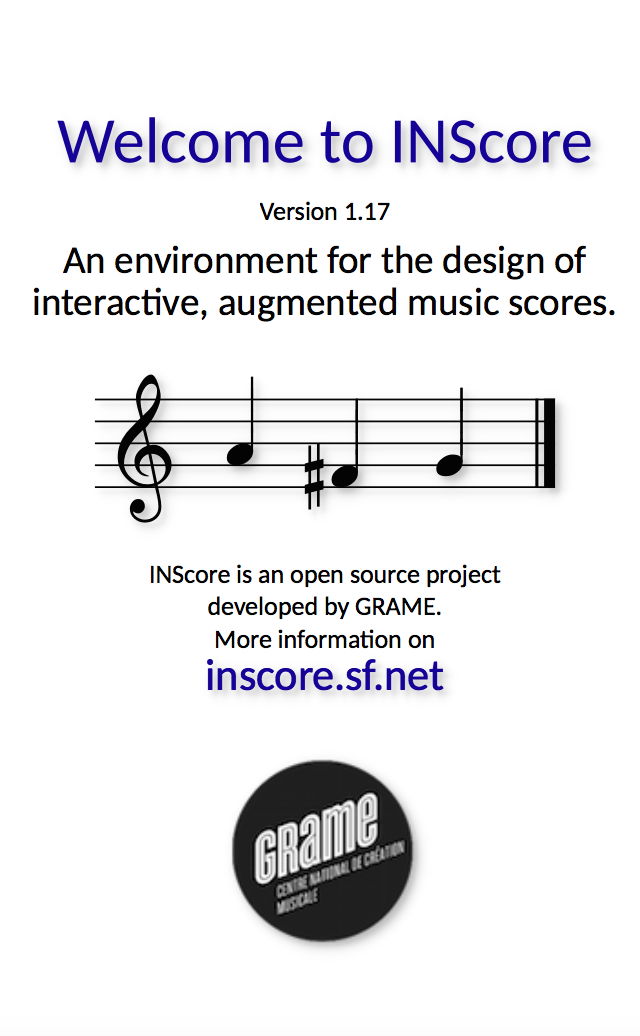 Welcome to INScore
Version 1.17
An environment for the design of
interactive, augmented music scores.
INScore is an open source project
developed by GRAME.
More information on
inscore.sf.net
GRAME
CENTRE NATIONAL DE CRÉATION
MUSICALE